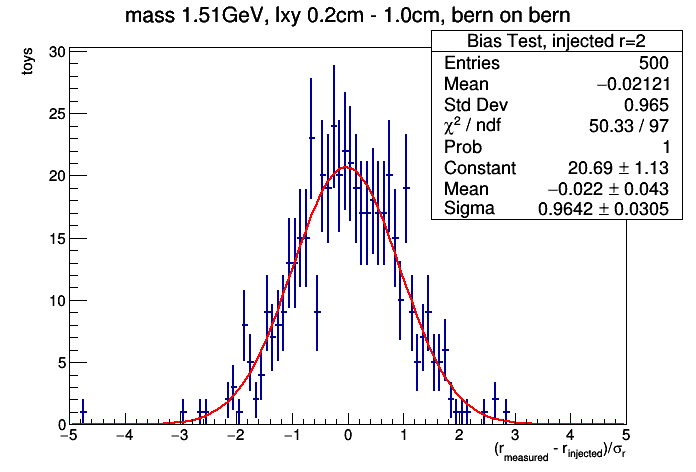 mass 1.51GeV, lxy 0.2cm - 1.0cm, bern on bern
Bias Test, injected r=2
Entries 500
Mean −0.02121
Std Dev 0.965
χ² / ndf 50.33 / 97
Prob 1
Constant 20.69 ± 1.13
Mean −0.022 ± 0.043
Sigma 0.9642 ± 0.0305
toys
30
25
20
15
10
5
0
−5 −4 −3 −2 −1 0 1 2 3 4 5
(r_measured - r_injected)/σ_r